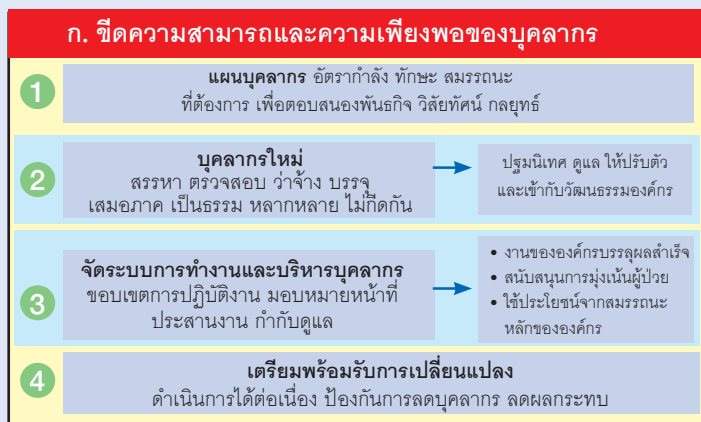 ก. ขีดความสามารถและความเพียงพอของบุคลากร
1
แผนบุคลากร อัตรากำลัง ทักษะ สมรรถนะ
ที่ต้องการ เพื่อตอบสนองพันธกิจ วิสัยทัศน์ กลยุทธ์
2
บุคลากรใหม่
สรรหา ตรวจสอบ ว่าจ้าง บรรจุ
เสมอภาค เป็นธรรม หลากหลาย ไม่กีดกัน
ปฐมนิเทศ ดูแล ให้ปรับตัว
และเข้ากับวัฒนธรรมองค์กร
3
จัดระบบการทำงานและบริหารบุคลากร
ขอบเขตการปฏิบัติงาน มอบหมายหน้าที่
ประสานงาน กำกับดูแล
• งานขององค์กรบรรลุผลสำเร็จ
• สนับสนุนการมุ่งเน้นผู้ป่วย
• ใช้ประโยชน์จากสมรรถนะ
หลักขององค์กร
4
เตรียมพร้อมรับการเปลี่ยนแปลง
ดำเนินการได้ต่อเนื่อง ป้องกันการลดบุคลากร ลดผลกระทบ